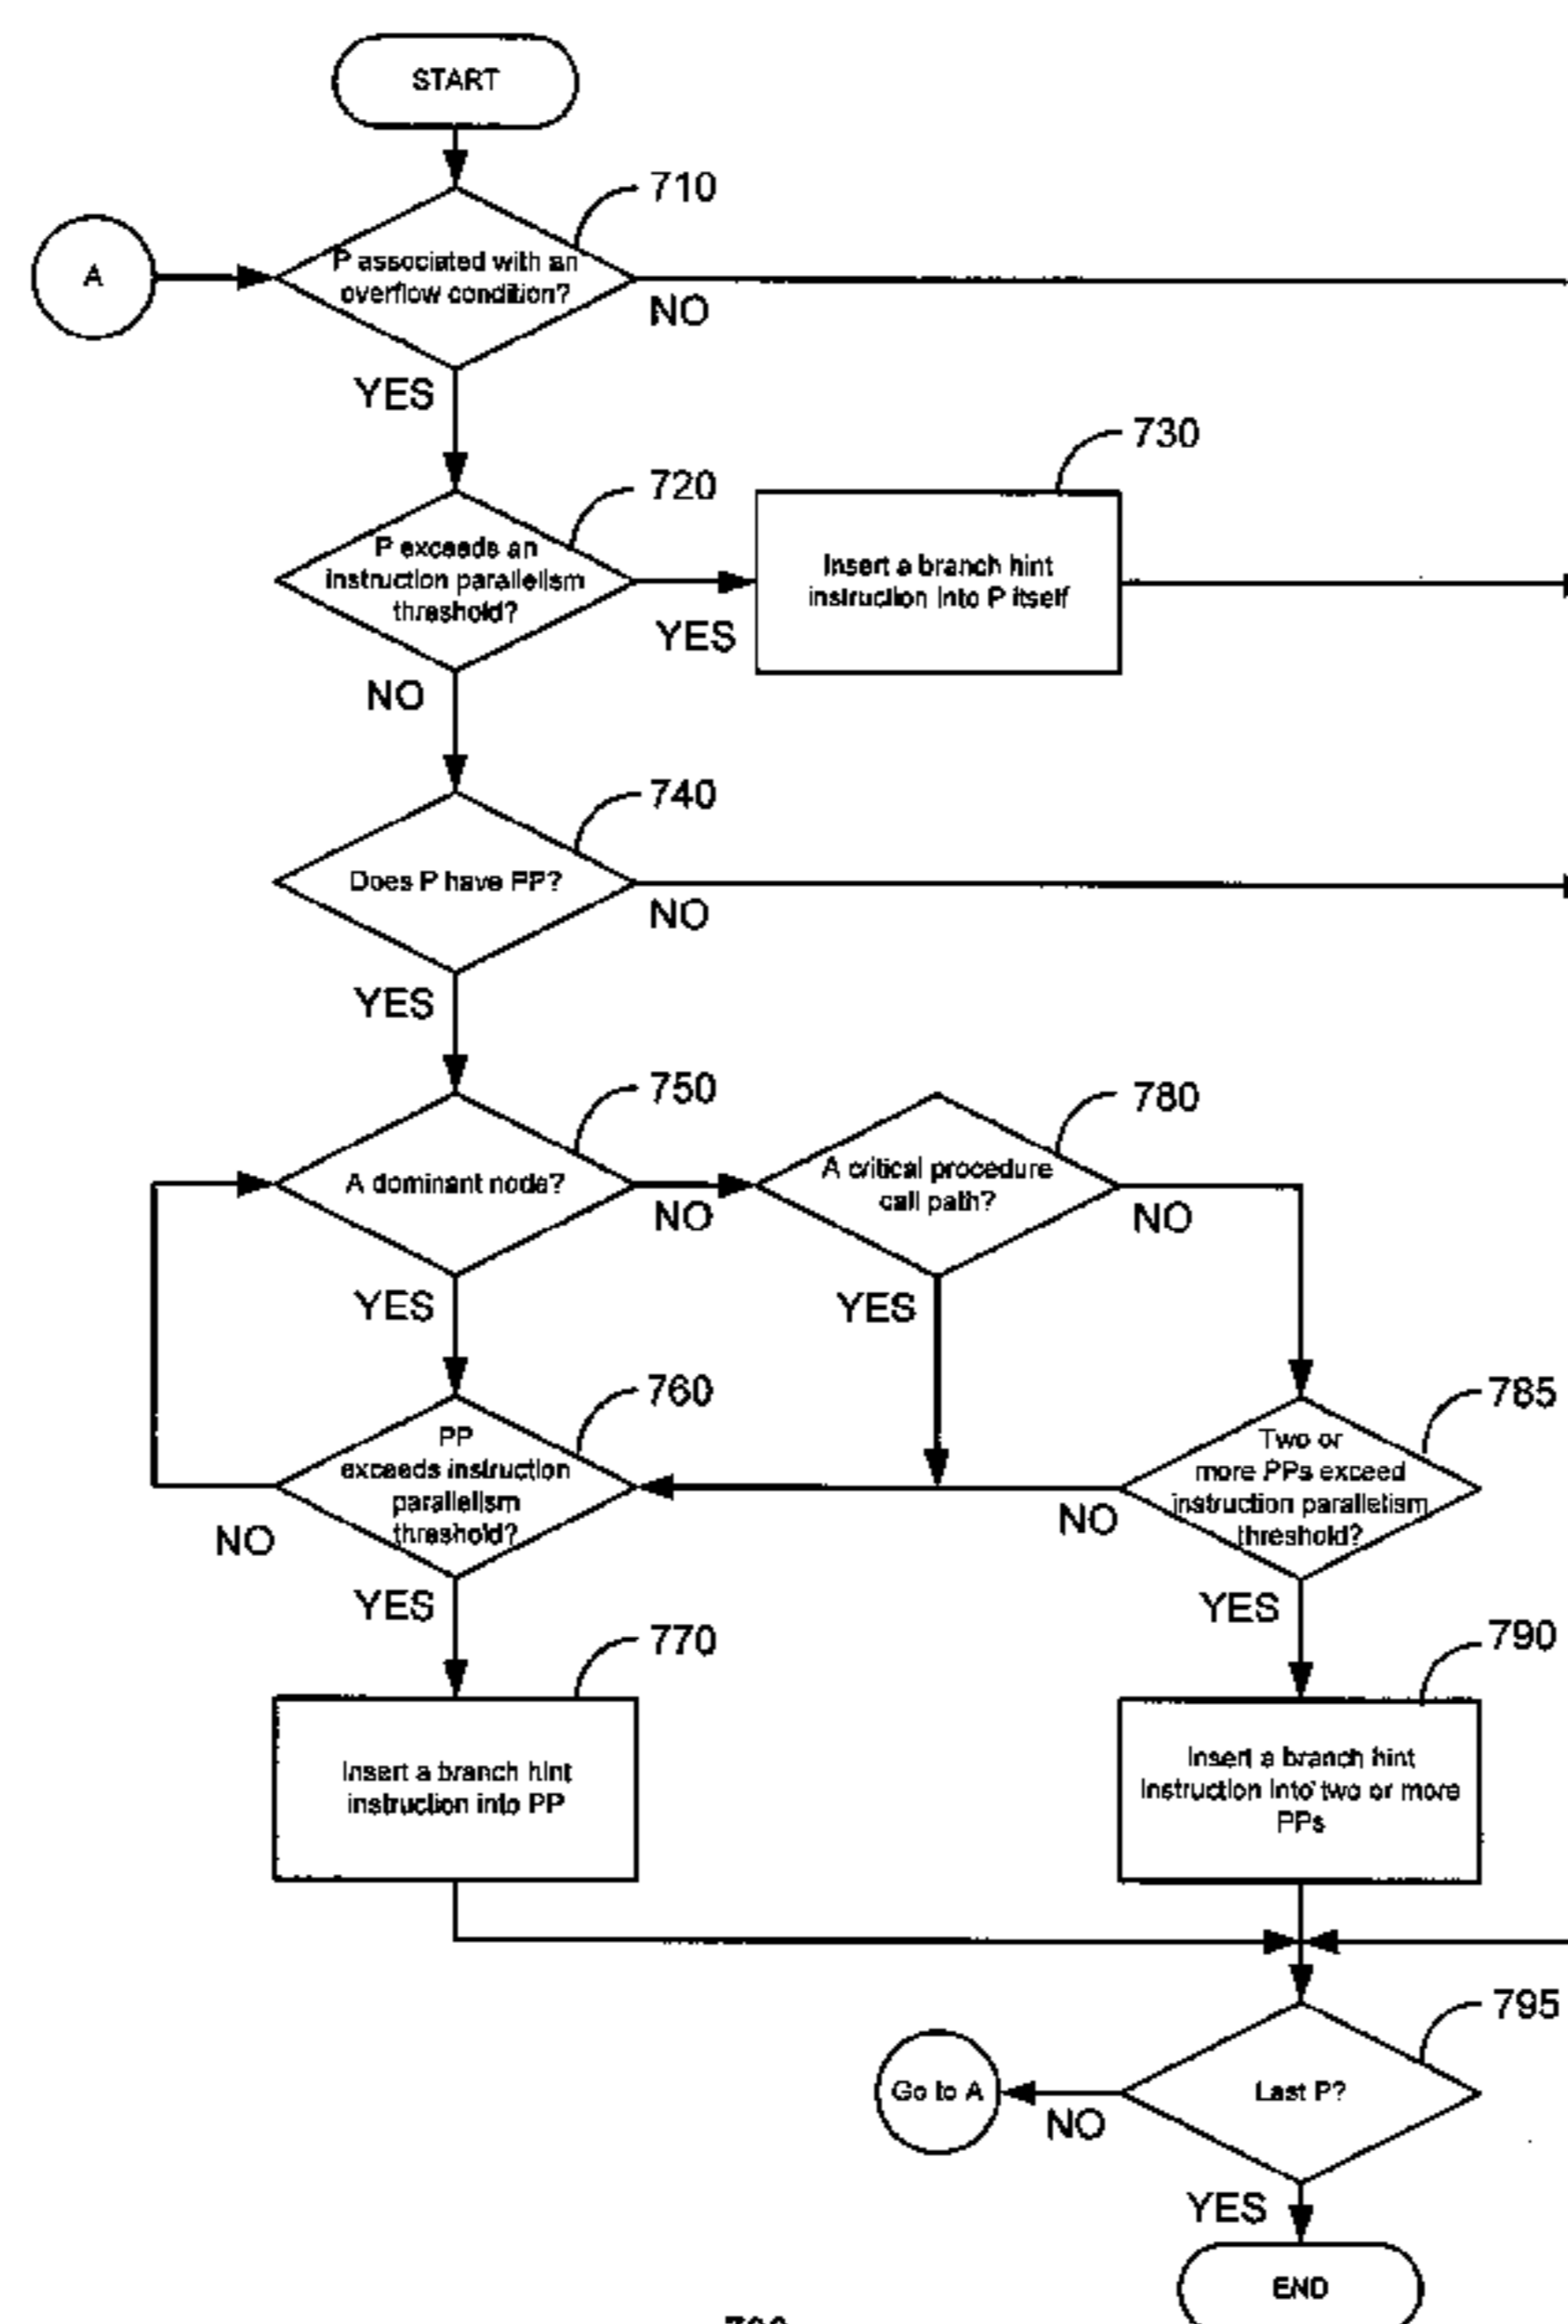 START
710
A
P associated with an
overflow condition?
NO
YES
730
720
P exceeds an
instruction parallelism
threshold?
Insert a branch hint
instruction into P itself
YES
NO
740
Does P have PP?
NO
YES
750
780
A dominant node?
A critical procedure
call path?
NO
NO
YES
YES
760
785
PP
exceeds instruction
parallelism
threshold?
Two or
more PPs exceed
instruction parallelism
threshold?
NO
NO
YES
YES
770
790
Insert a branch hint
instruction into PP
Insert a branch hint
instruction into two or more
PPs
795
Go to A
Last P?
NO
YES
END